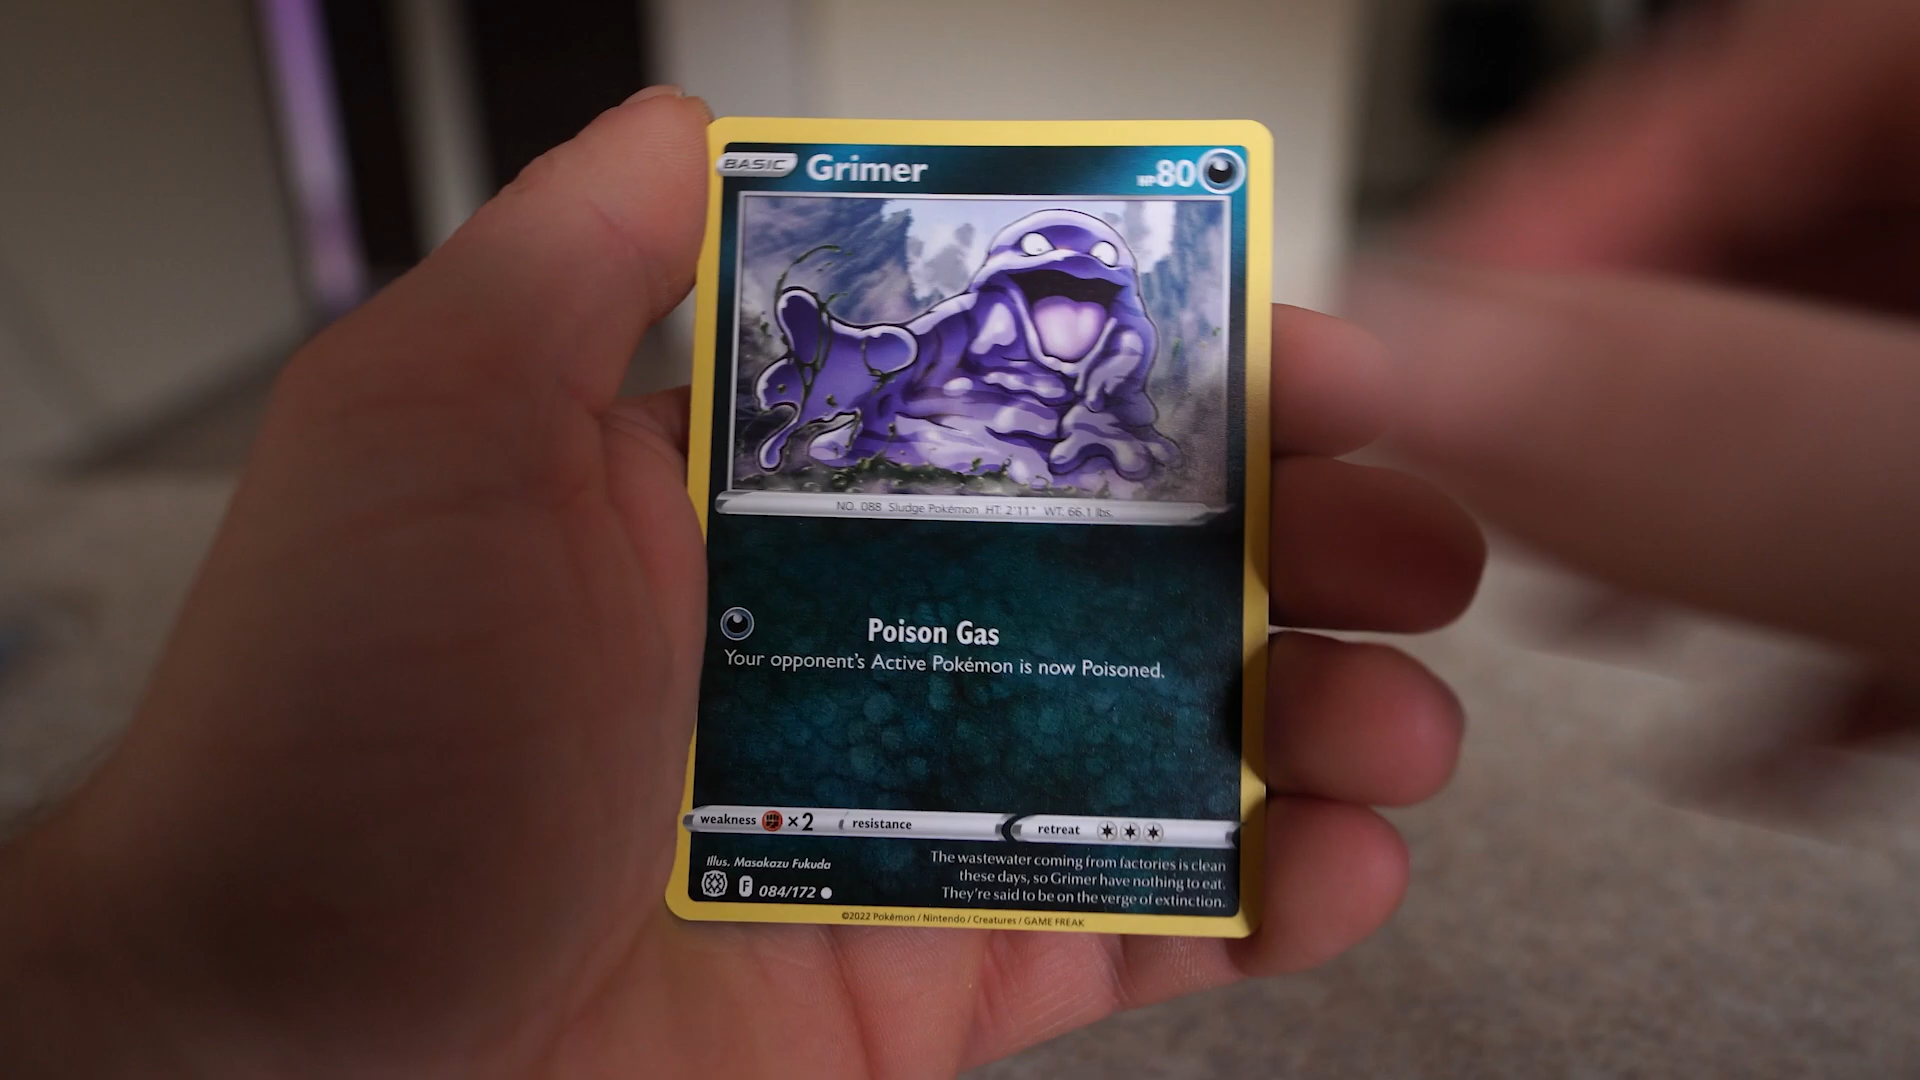 BASIC Grimer HP 80
NO. 088 Sludge Pokémon HT: 2'11" WT: 66.1 lbs.
Poison Gas
Your opponent's Active Pokémon is now Poisoned.
weakness ×2 resistance retreat
Illus. Masakazu Fukuda
F 084/172
The wastewater coming from factories is clean
these days, so Grimer have nothing to eat.
They're said to be on the verge of extinction.
©2022 Pokémon / Nintendo / Creatures / GAME FREAK